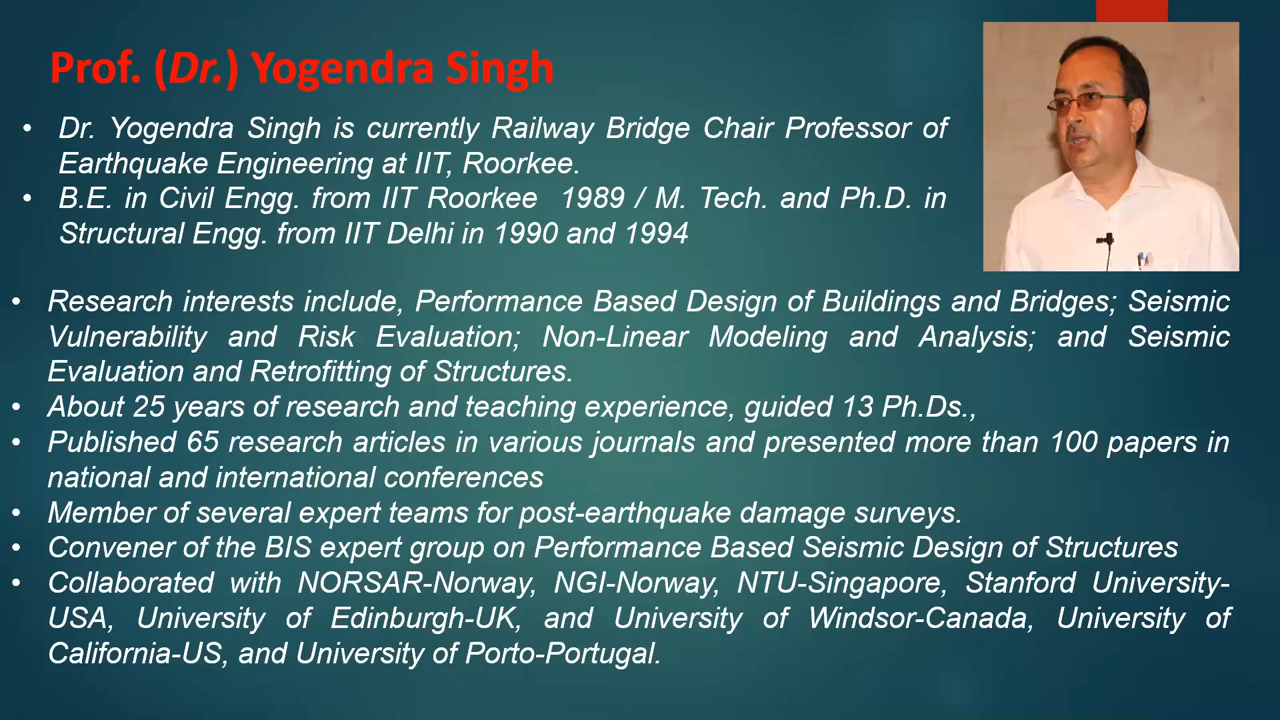 Prof. (Dr.) Yogendra Singh
• Dr. Yogendra Singh is currently Railway Bridge Chair Professor of
Earthquake Engineering at IIT, Roorkee.
• B.E. in Civil Engg. from IIT Roorkee 1989 / M. Tech. and Ph.D. in
Structural Engg. from IIT Delhi in 1990 and 1994
• Research interests include, Performance Based Design of Buildings and Bridges; Seismic
Vulnerability and Risk Evaluation; Non-Linear Modeling and Analysis; and Seismic
Evaluation and Retrofitting of Structures.
• About 25 years of research and teaching experience, guided 13 Ph.Ds.,
• Published 65 research articles in various journals and presented more than 100 papers in
national and international conferences
• Member of several expert teams for post-earthquake damage surveys.
• Convener of the BIS expert group on Performance Based Seismic Design of Structures
• Collaborated with NORSAR-Norway, NGI-Norway, NTU-Singapore, Stanford University-
USA, University of Edinburgh-UK, and University of Windsor-Canada, University of
California-US, and University of Porto-Portugal.